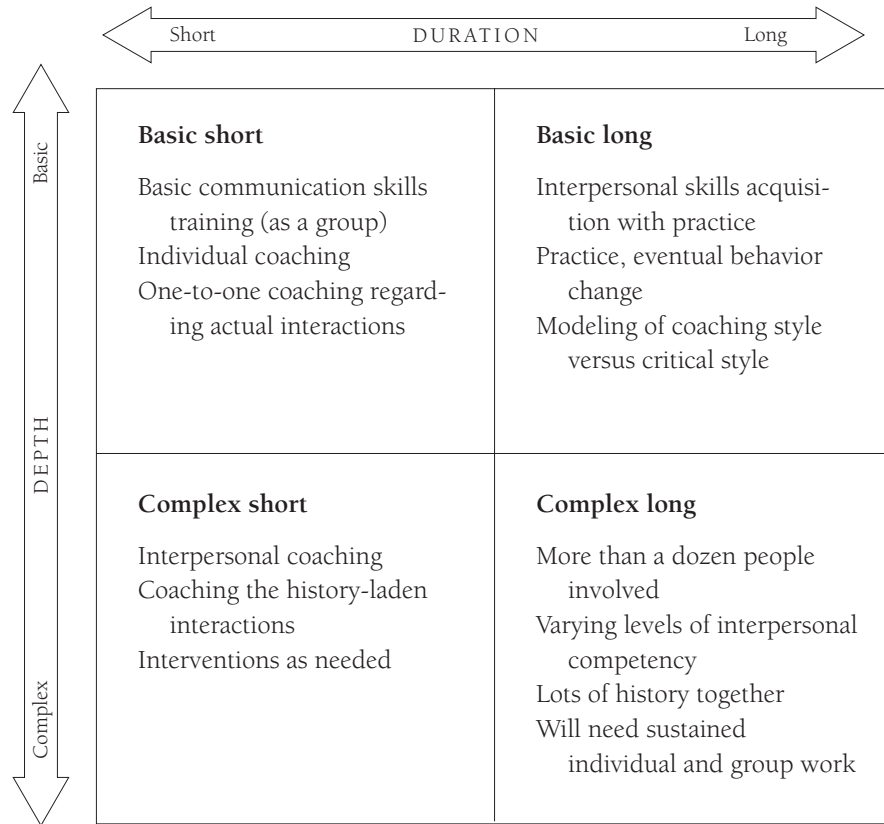 Short DURATION Long
Basic
DEPTH
Complex
Basic short
Basic communication skills
training (as a group)
Individual coaching
One-to-one coaching regard-
ing actual interactions
Basic long
Interpersonal skills acquisi-
tion with practice
Practice, eventual behavior
change
Modeling of coaching style
versus critical style
Complex short
Interpersonal coaching
Coaching the history-laden
interactions
Interventions as needed
Complex long
More than a dozen people
involved
Varying levels of interpersonal
competency
Lots of history together
Will need sustained
individual and group work